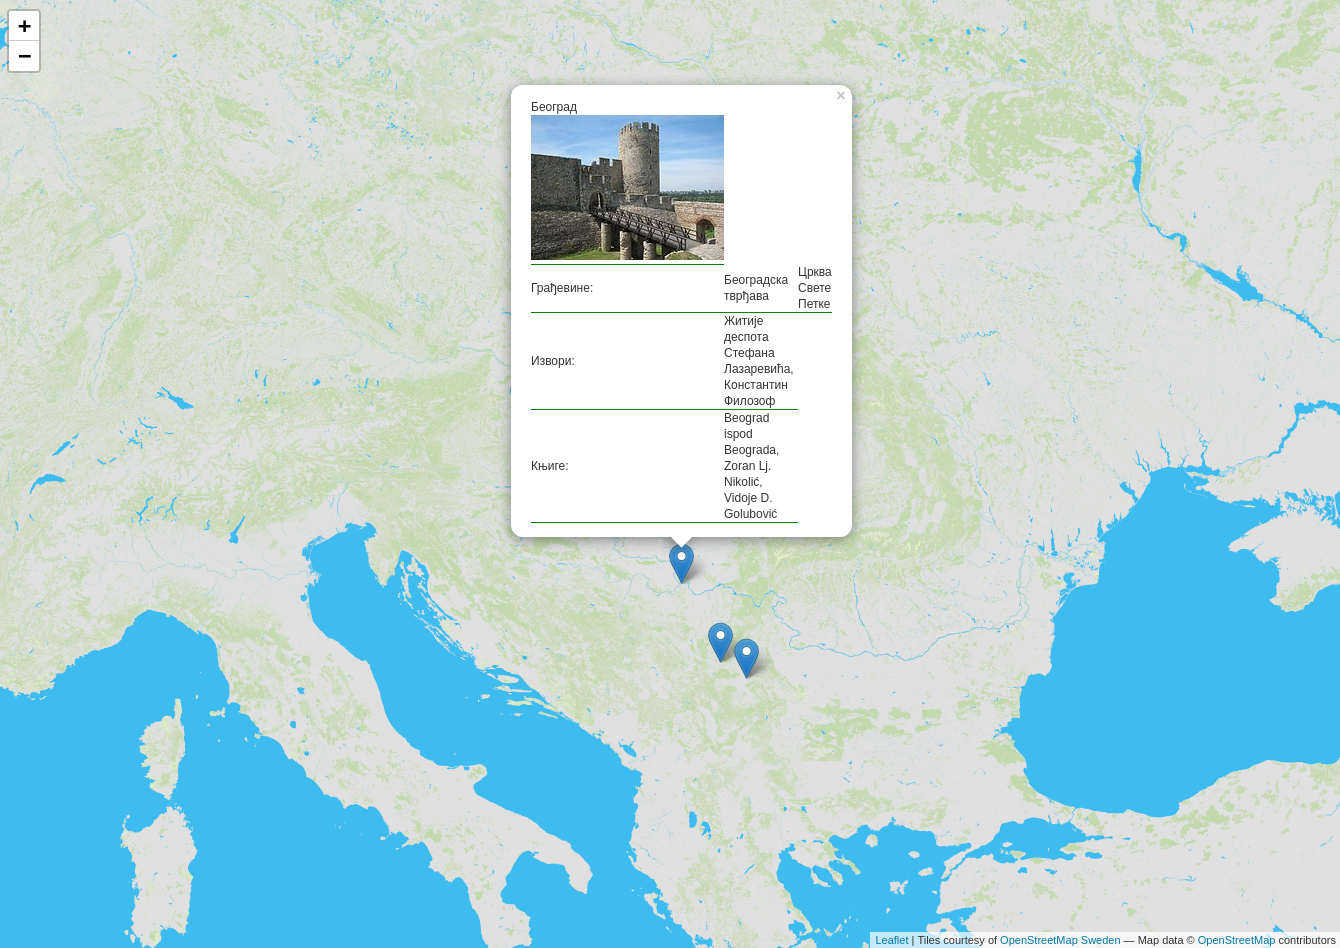 +
−
×
Београд
Грађевине:
Београдска
тврђава
Црква
Свете
Петке
Извори:
Житије
деспота
Стефана
Лазаревића,
Константин
Филозоф
Књиге:
Beograd
ispod
Beograda,
Zoran Lj.
Nikolić,
Vidoje D.
Golubović
Leaflet | Tiles courtesy of OpenStreetMap Sweden — Map data © OpenStreetMap contributors